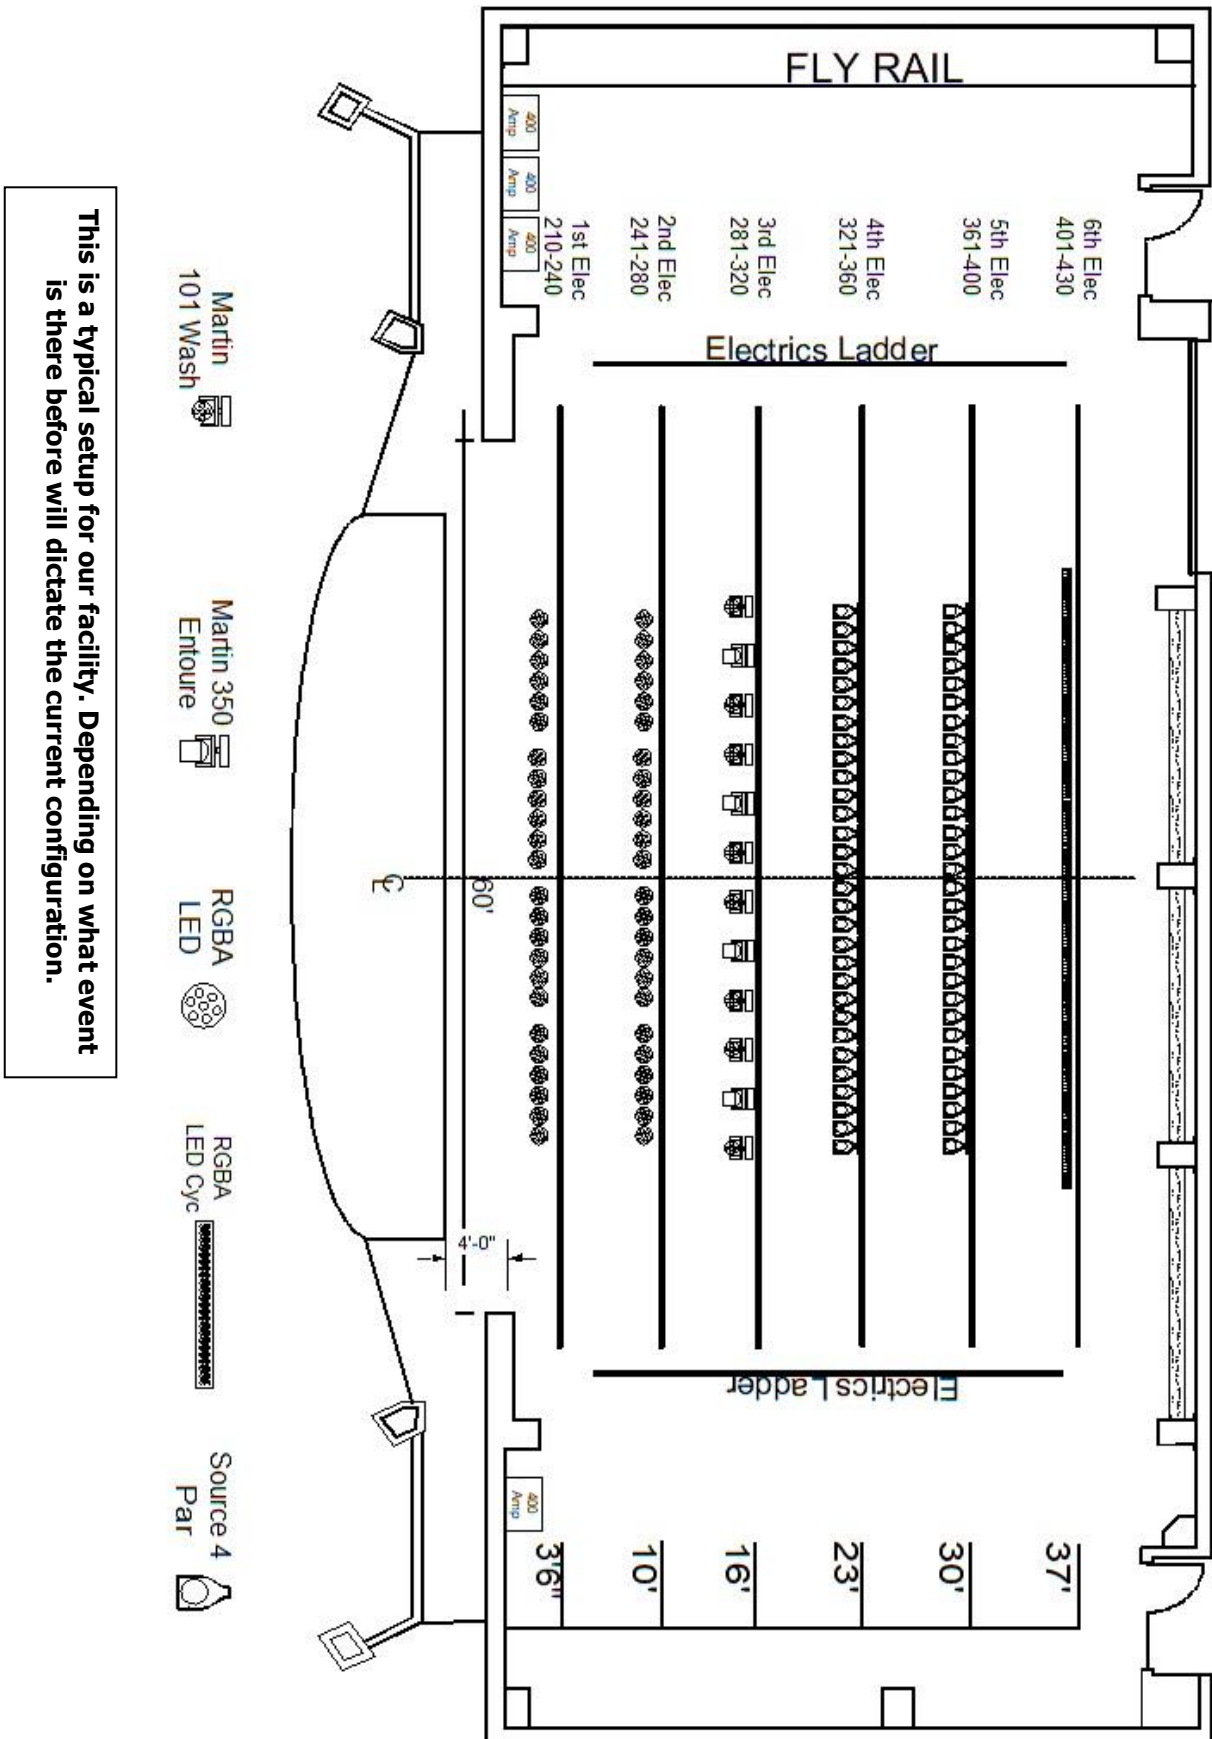 FLY RAIL
400
Amp
400
Amp
400
Amp
6th Elec
401-430
5th Elec
361-400
4th Elec
321-360
3rd Elec
281-320
2nd Elec
241-280
1st Elec
210-240
Electrics Ladder
60'
CL
4'-0"
Electrics Ladder
400
Amp
37'
30'
23'
16'
10'
3'6"
Martin
101 Wash
Martin 350
Entoure
RGBA
LED
RGBA
LED Cyc
Source 4
Par
This is a typical setup for our facility. Depending on what event
is there before will dictate the current configuration.